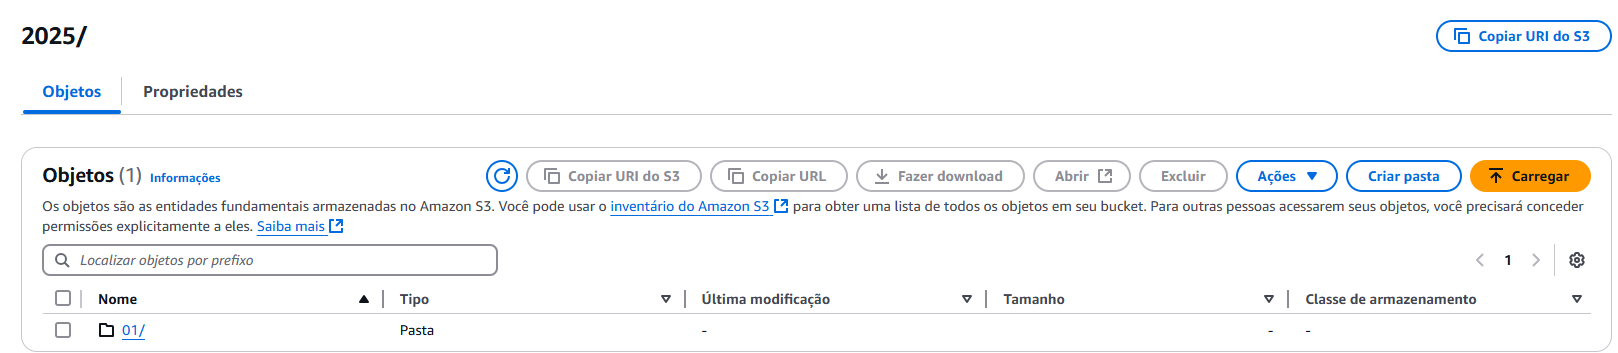 2025/
Copiar URI do S3
Objetos
Propriedades
Objetos (1) Informações
Copiar URI do S3
Copiar URL
Fazer download
Abrir
Excluir
Ações
Criar pasta
Carregar
Os objetos são as entidades fundamentais armazenadas no Amazon S3. Você pode usar o inventário do Amazon S3 para obter uma lista de todos os objetos em seu bucket. Para outras pessoas acessarem seus objetos, você precisará conceder
permissões explicitamente a eles. Saiba mais
Localizar objetos por prefixo
1
Nome Tipo Última modificação Tamanho Classe de armazenamento
01/ Pasta - - -